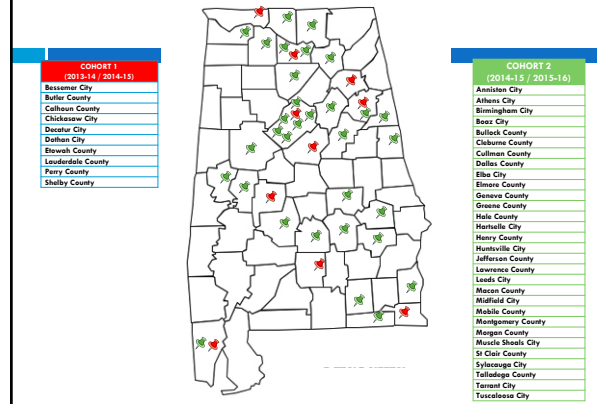 COHORT 1
(2013-14 / 2014-15)
Bessemer City
Butler County
Calhoun County
Chickasaw City
Decatur City
Dothan City
Etowah County
Lauderdale County
Perry County
Shelby County
COHORT 2
(2014-15 / 2015-16)
Anniston City
Athens City
Birmingham City
Boaz City
Bullock County
Cleburne County
Cullman County
Dallas County
Elba City
Elmore County
Geneva County
Greene County
Hale County
Hartselle City
Henry County
Huntsville City
Jefferson County
Lawrence County
Leeds City
Macon County
Midfield City
Mobile County
Montgomery County
Morgan County
Muscle Shoals City
St Clair County
Sylacauga City
Talladega County
Tarrant City
Tuscaloosa City